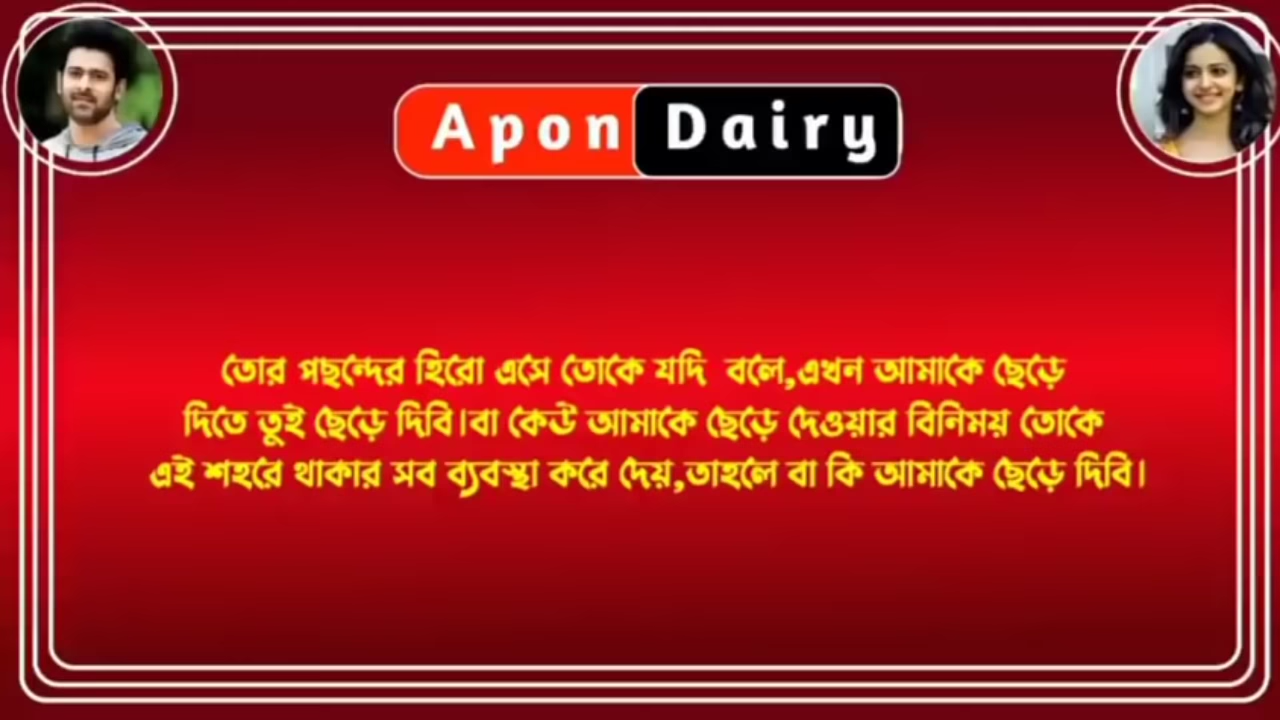 Apon Dairy
তোর পছন্দের হিরো এসে তোকে যদি বলে,এখন আমাকে ছেড়ে
দিতে তুই ছেড়ে দিবি।বা কেউ আমাকে ছেড়ে দেওয়ার বিনিময় তোকে
এই শহরে থাকার সব ব্যবস্থা করে দেয়,তাহলে বা কি আমাকে ছেড়ে দিবি।